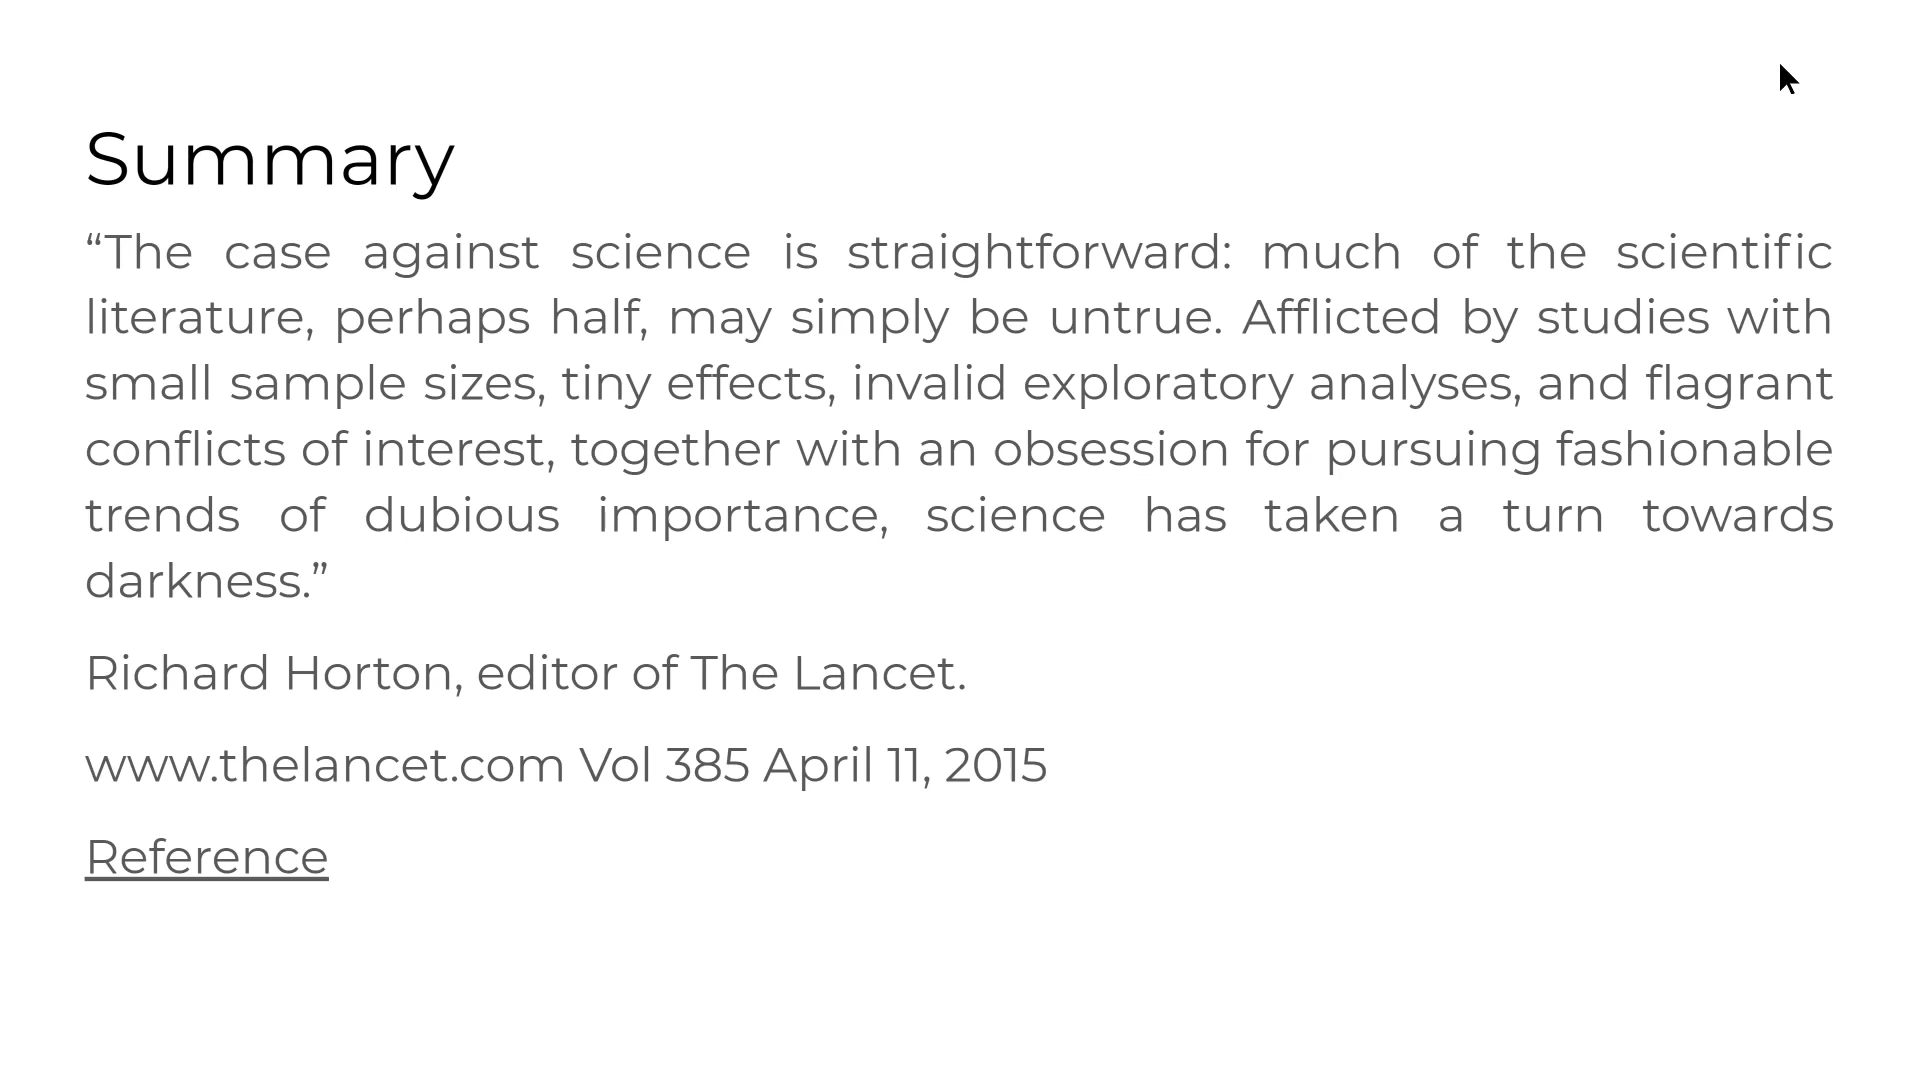 Summary
“The case against science is straightforward: much of the scientific
literature, perhaps half, may simply be untrue. Afflicted by studies with
small sample sizes, tiny effects, invalid exploratory analyses, and flagrant
conflicts of interest, together with an obsession for pursuing fashionable
trends of dubious importance, science has taken a turn towards
darkness.”
Richard Horton, editor of The Lancet.
www.thelancet.com Vol 385 April 11, 2015
Reference